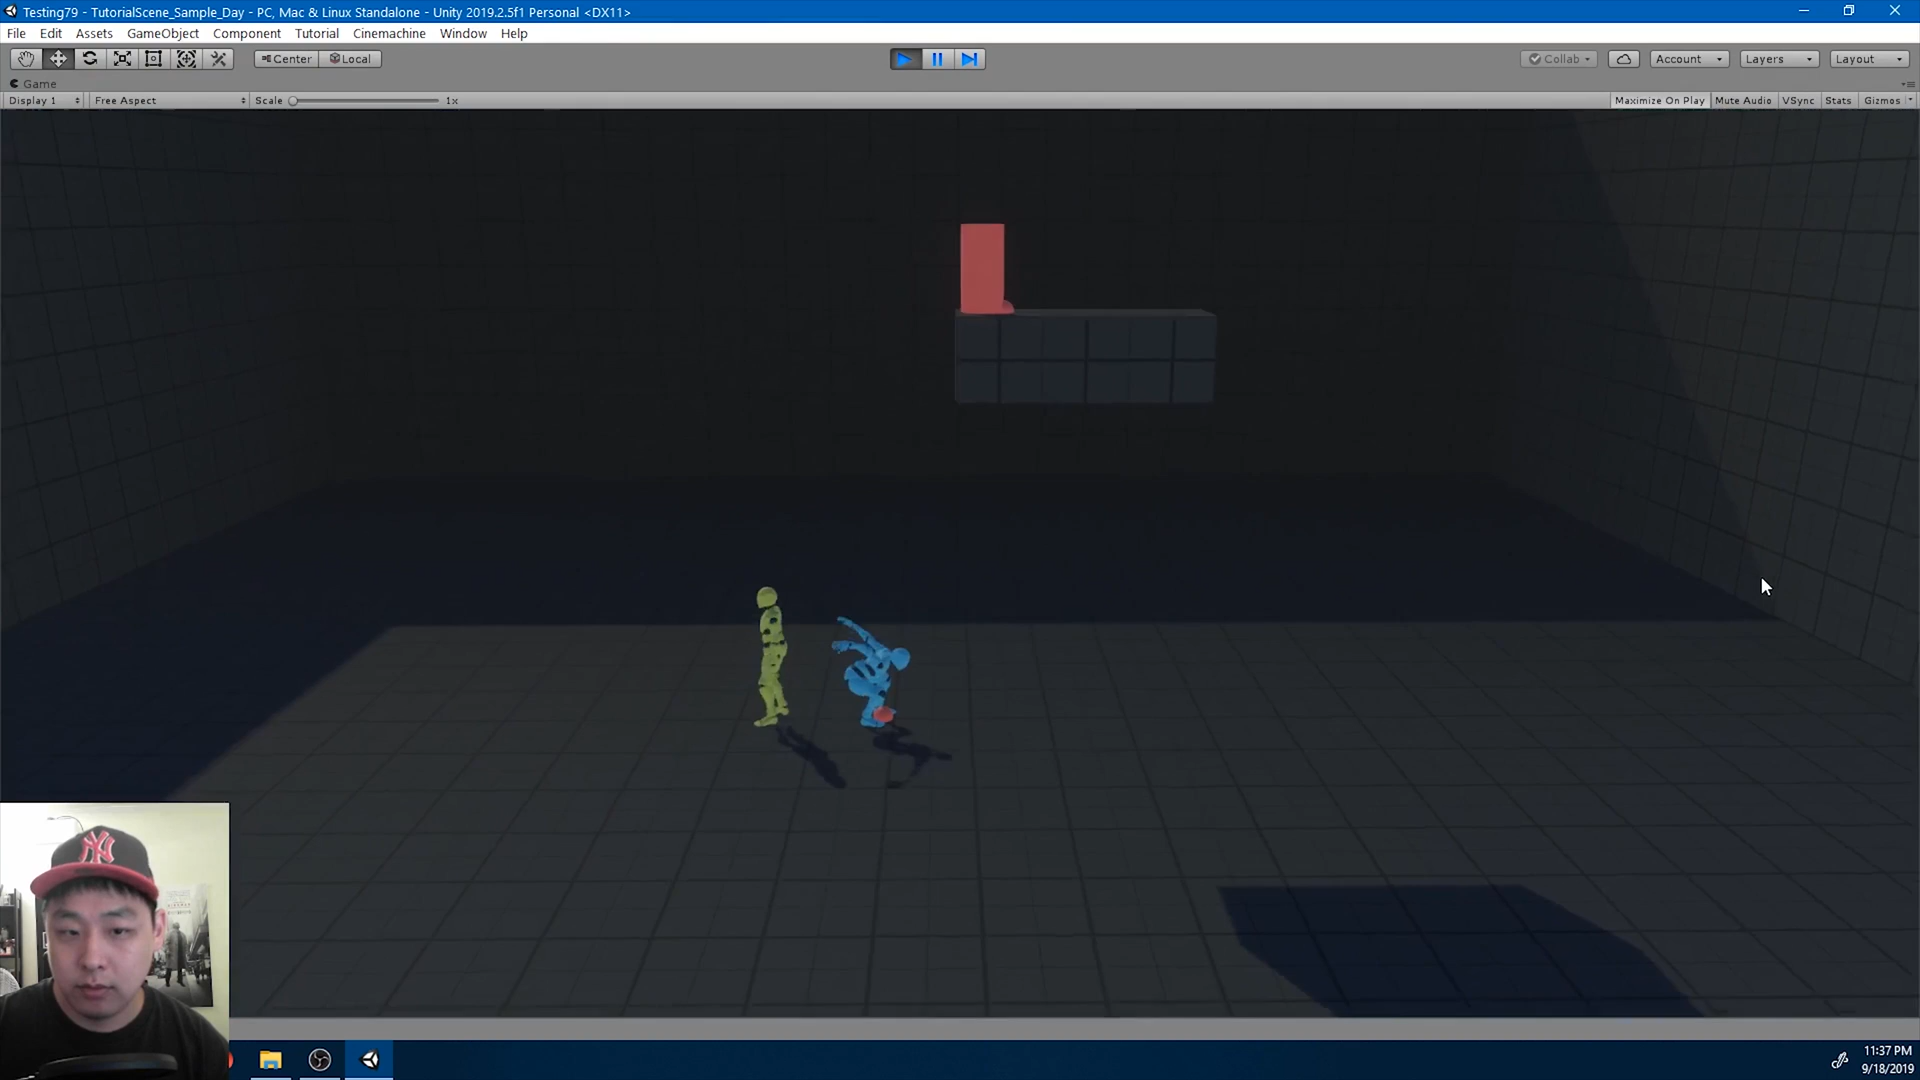 Testing79 - TutorialScene_Sample_Day - PC, Mac & Linux Standalone - Unity 2019.2.5f1 Personal <DX11>
File Edit Assets GameObject Component Tutorial Cinemachine Window Help
Center Local Collab Account Layers Layout
Game
Display 1 Free Aspect Scale 1x Maximize On Play Mute Audio VSync Stats Gizmos
NY
11:37 PM
9/18/2019